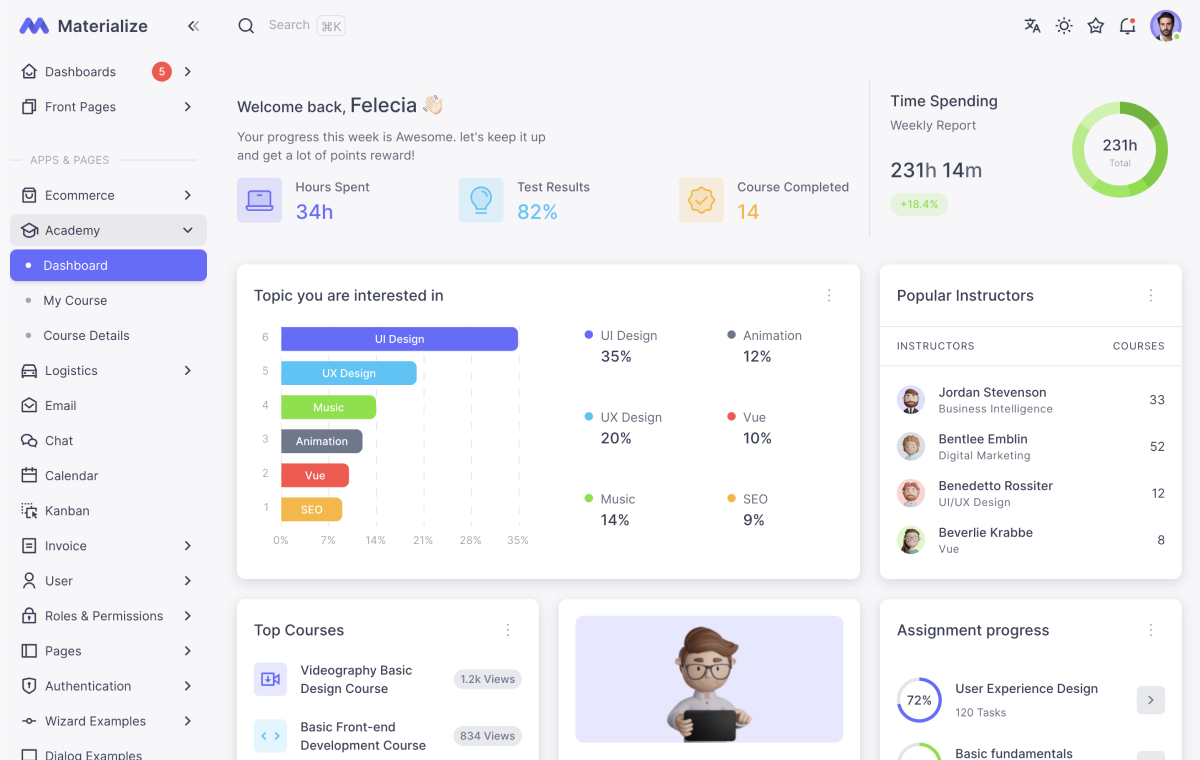 Materialize
Search ⌘K
Dashboards 5
Front Pages
APPS & PAGES
Ecommerce
Academy
Dashboard
My Course
Course Details
Logistics
Email
Chat
Calendar
Kanban
Invoice
User
Roles & Permissions
Pages
Authentication
Wizard Examples
Dialog Examples
Welcome back, Felecia 👋🏻
Your progress this week is Awesome. let's keep it up
and get a lot of points reward!
Hours Spent
34h
Test Results
82%
Course Completed
14
Time Spending
Weekly Report
231h 14m
+18.4%
231h
Total
Topic you are interested in
6 UI Design
5 UX Design
4 Music
3 Animation
2 Vue
1 SEO
0% 7% 14% 21% 28% 35%
UI Design
35%
Animation
12%
UX Design
20%
Vue
10%
Music
14%
SEO
9%
Popular Instructors
INSTRUCTORS COURSES
Jordan Stevenson
Business Intelligence
33
Bentlee Emblin
Digital Marketing
52
Benedetto Rossiter
UI/UX Design
12
Beverlie Krabbe
Vue
8
Top Courses
Videography Basic
Design Course
1.2k Views
Basic Front-end
Development Course
834 Views
Assignment progress
72%
User Experience Design
120 Tasks
Basic fundamentals